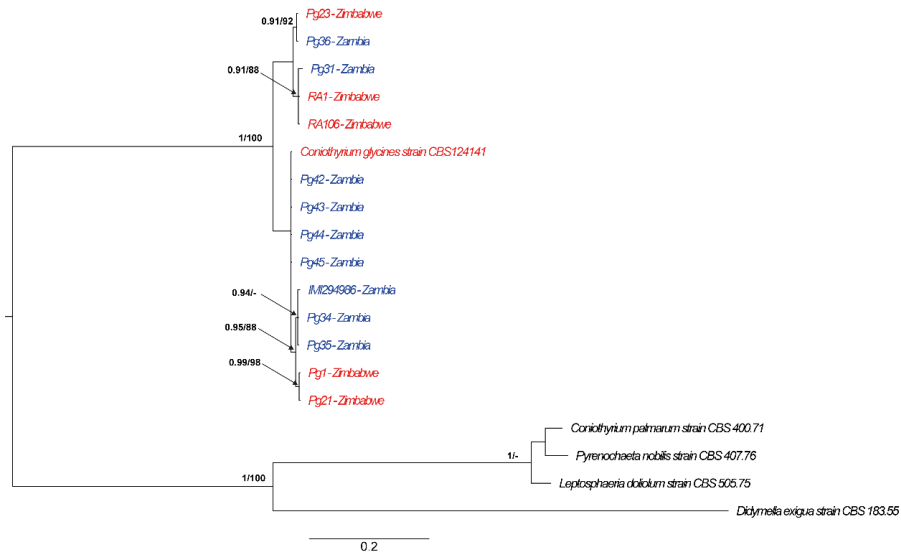 Pg23-Zimbabwe
0.91/92
Pg36-Zambia
Pg31-Zambia
0.91/88
RA1-Zimbabwe
RA106-Zimbabwe
1/100
Coniothyrium glycines strain CBS124141
Pg42-Zambia
Pg43-Zambia
Pg44-Zambia
Pg45-Zambia
IMI294986-Zambia
0.94/-
Pg34-Zambia
0.95/88
Pg35-Zambia
0.99/98
Pg1-Zimbabwe
Pg21-Zimbabwe
Coniothyrium palmarum strain CBS 400.71
1/-
Pyrenochaeta nobilis strain CBS 407.76
1/100
Leptosphaeria doliolum strain CBS 505.75
Didymella exigua strain CBS 183.55
0.2